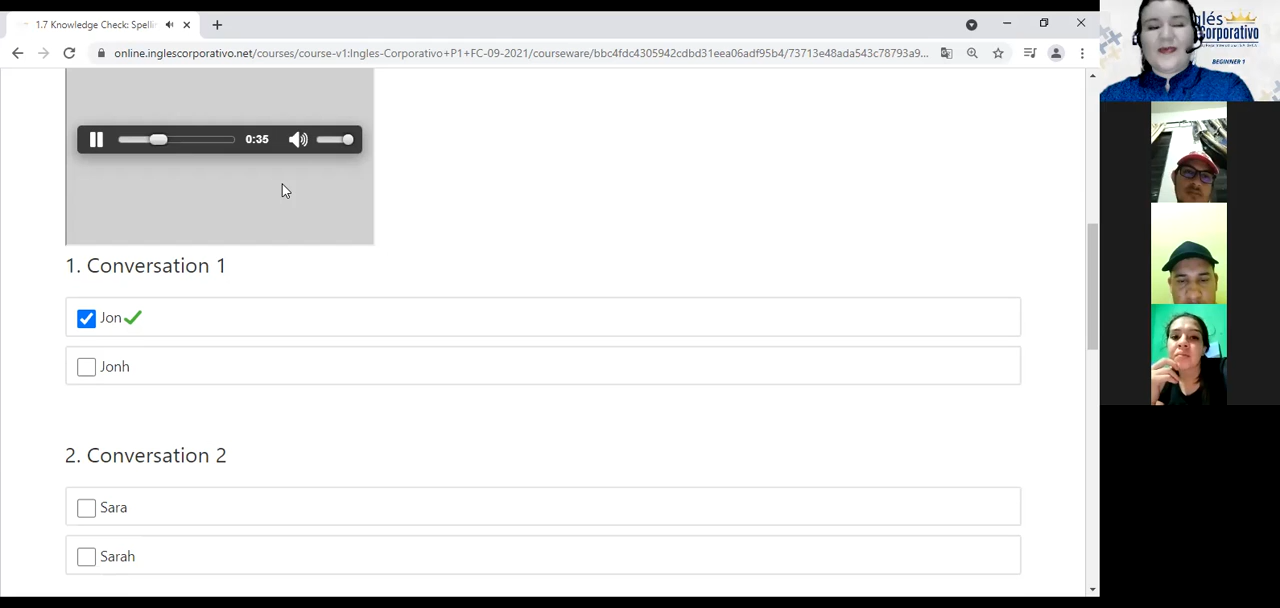 1.7 Knowledge Check: Spelli
online.inglescorporativo.net/courses/course-v1:Ingles-Corporativo+P1+FC-09-2021/courseware/bbc4fdc4305942cdbd31eea06adf95b4/73713e48ada543c78793a9...
0:35
1. Conversation 1
Jon
Jonh
2. Conversation 2
Sara
Sarah
glés
Corporativo
BEGINNER 1